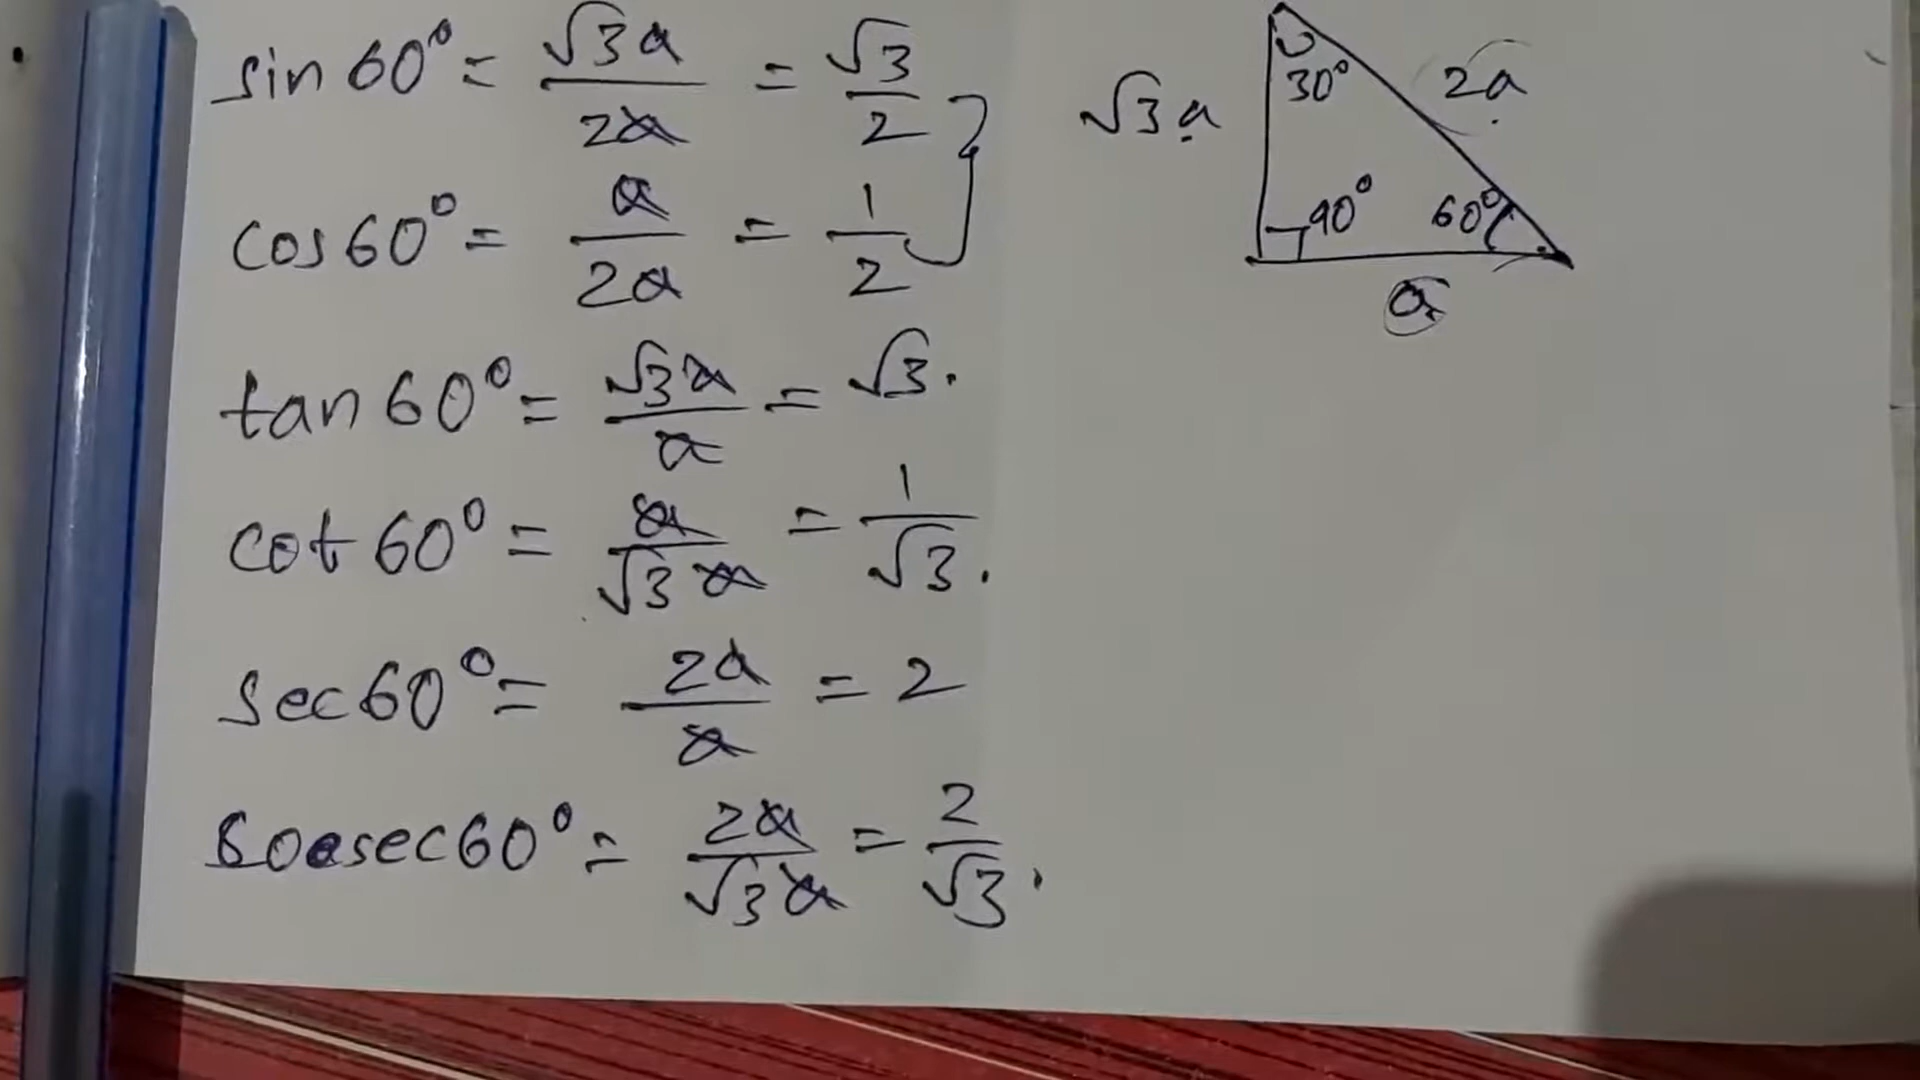 sin 60° = √3a/2a = √3/2
cos 60° = a/2a = 1/2
tan 60° = √3a/a = √3.
cot 60° = a/√3a = 1/√3.
sec 60° = 2a/a = 2
cosec 60° = 2a/√3a = 2/√3.
30°
2a
√3a
90°
60°
a